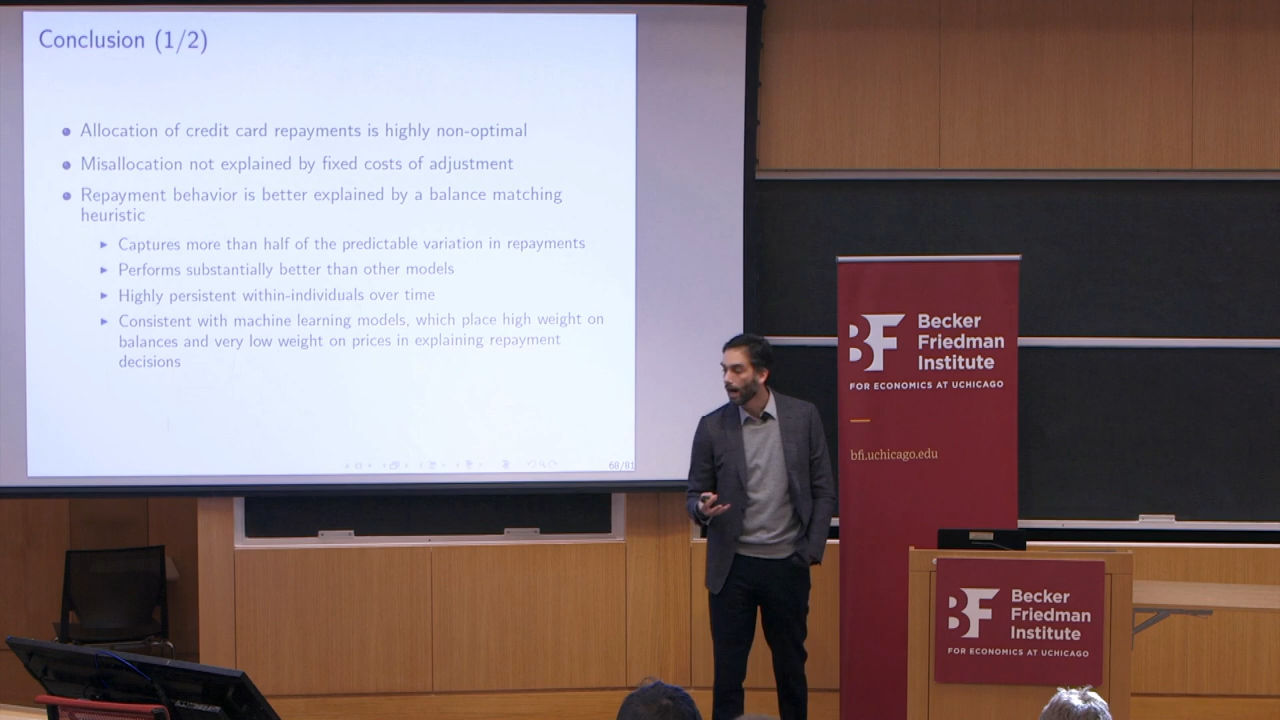 Conclusion (1/2)
Allocation of credit card repayments is highly non-optimal
Misallocation not explained by fixed costs of adjustment
Repayment behavior is better explained by a balance matching
heuristic
Captures more than half of the predictable variation in repayments
Performs substantially better than other models
Highly persistent within-individuals over time
Consistent with machine learning models, which place high weight on
balances and very low weight on prices in explaining repayment
decisions
68/81
BF
Becker
Friedman
Institute
FOR ECONOMICS AT UCHICAGO
bfi.uchicago.edu
BF
Becker
Friedman
Institute
FOR ECONOMICS AT UCHICAGO